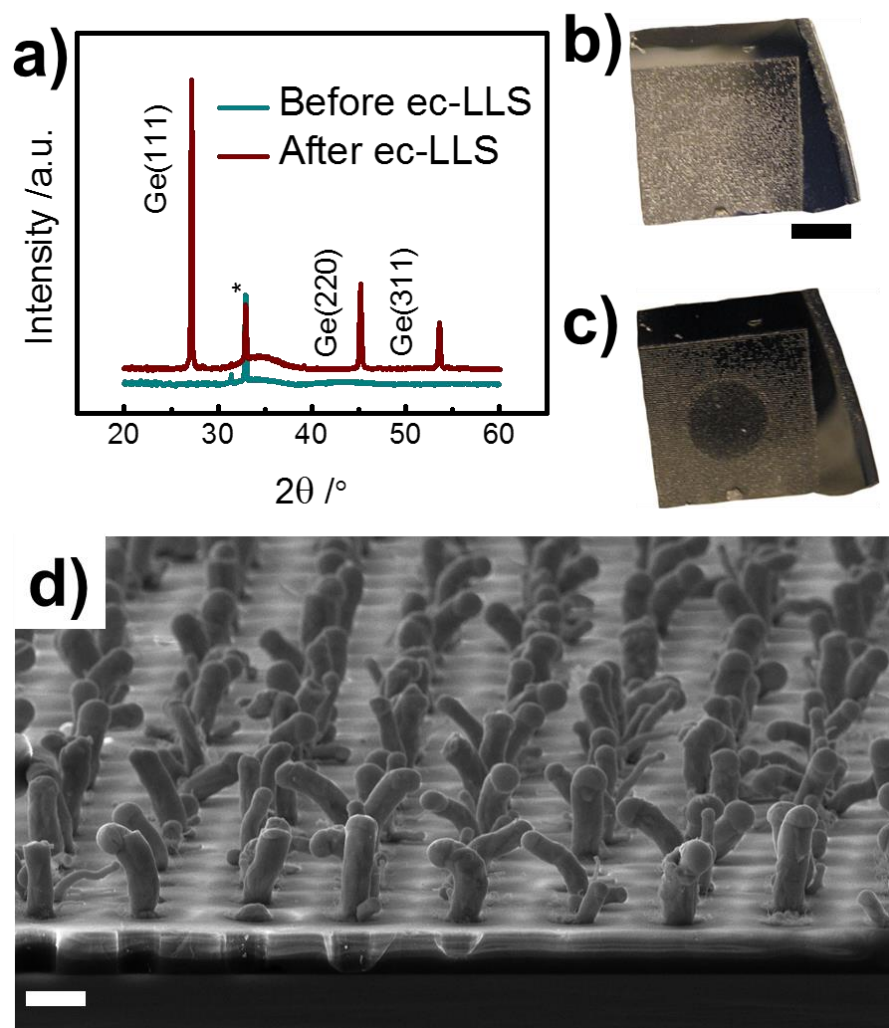 a)
Before ec-LLS
After ec-LLS
Ge(111)
*
Ge(220)
Ge(311)
Intensity /a.u.
20 30 40 50 60
2θ /°
b)
c)
d)